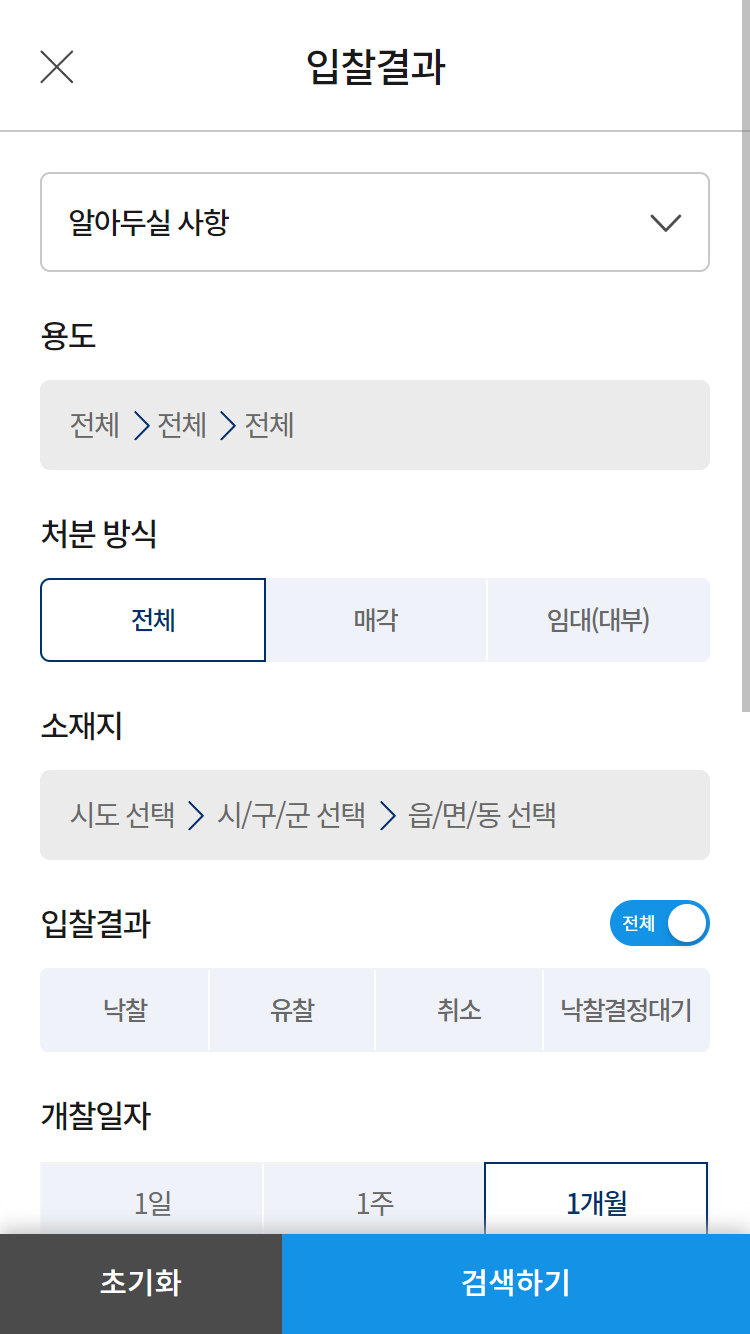 입찰결과
알아두실 사항
용도
전체 전체 전체
처분 방식
전체 매각 임대(대부)
소재지
시도 선택 시/구/군 선택 읍/면/동 선택
입찰결과 전체
낙찰 유찰 취소 낙찰결정대기
개찰일자
1일 1주 1개월
초기화 검색하기